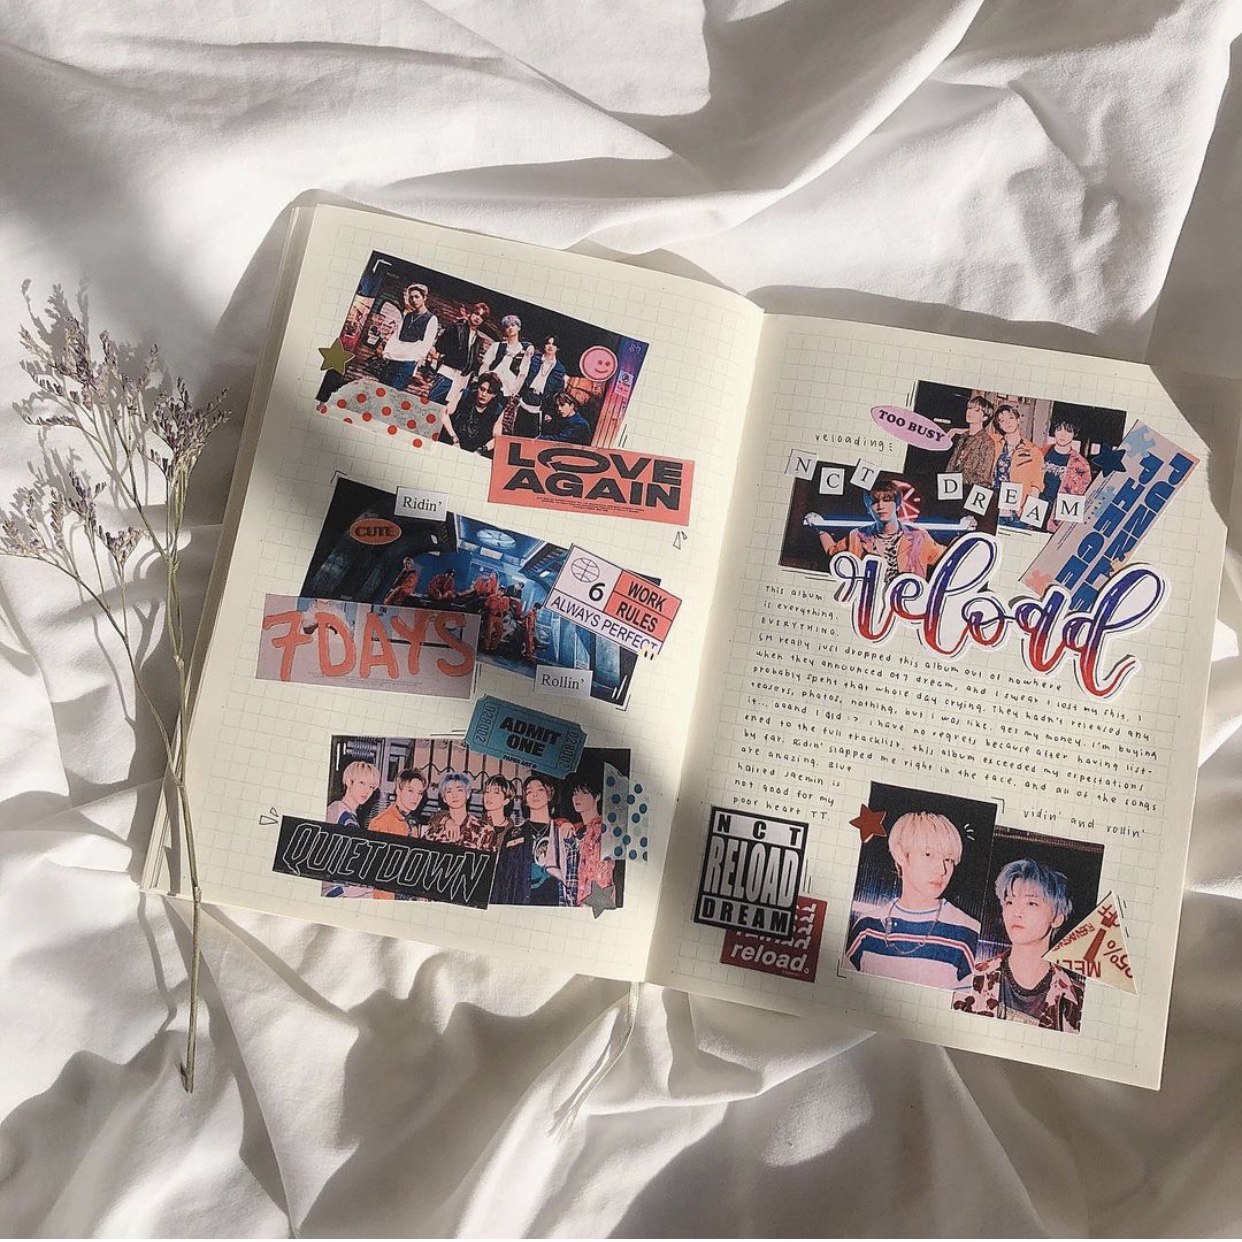 LOVE
AGAIN
Ridin'
CUTE
6
WORK
RULES
ALWAYS PERFECT
7DAYS
Rollin'
ADMIT
ONE
QUIET DOWN
TOO BUSY
reloading:
NCT DREAM
reload
This album
is everything.
EVERYTHING.
SM really just dropped this album out of nowhere
when they announced ot7 dream, and I swear I lost my shit. I
probably spent that whole day crying. They hadn't released any
teasers, photos, nothing, but I was like, yes my money. I'm buying
it... aaand I did :> I have no regrets because after having list-
ened to the full tracklist, this album exceeded my expectations
by far. Ridin' slapped me right in the face, and all of the songs
are amazing. Blue
haired jaemin is
not good for my
poor heart TT.
ridin' and rollin'
NCT
RELOAD
DREAM
reload.